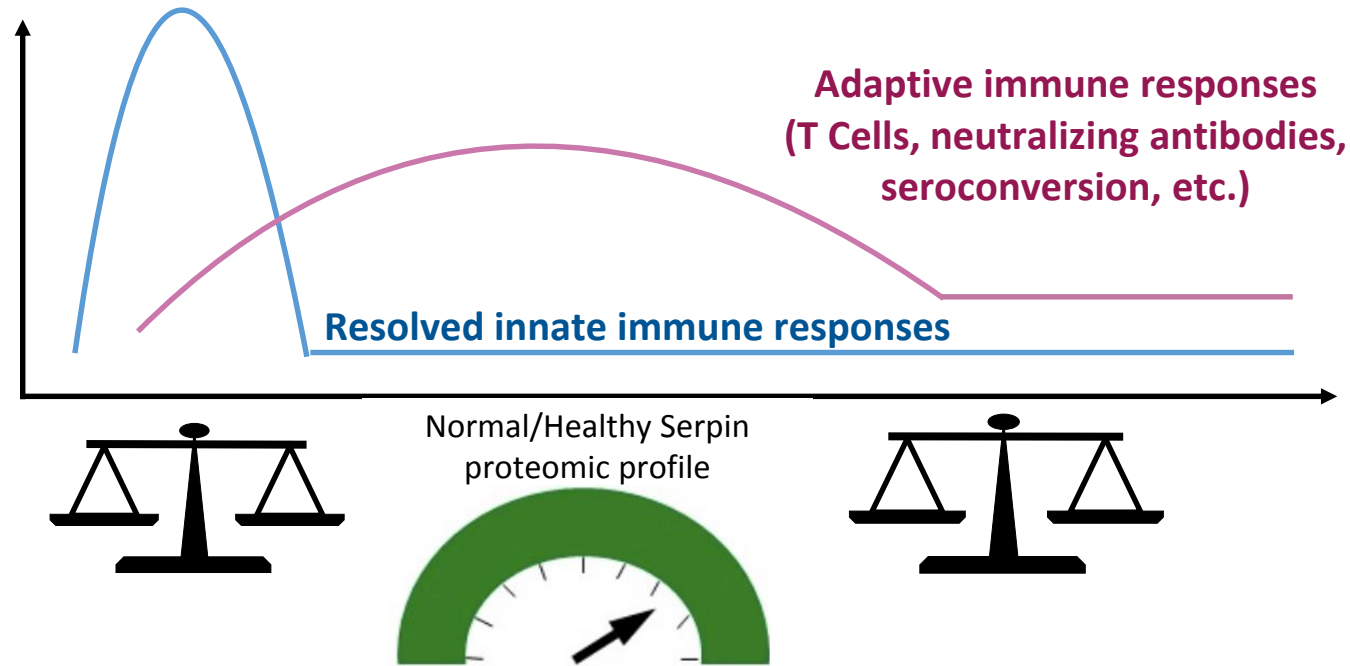 Adaptive immune responses
(T Cells, neutralizing antibodies,
seroconversion, etc.)
Resolved innate immune responses
Normal/Healthy Serpin
proteomic profile